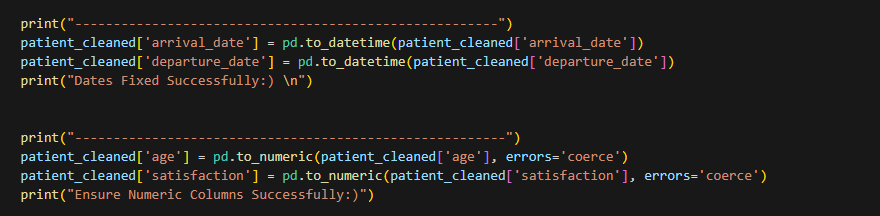 print("-------------------------------------------------------")
patient_cleaned['arrival_date'] = pd.to_datetime(patient_cleaned['arrival_date'])
patient_cleaned['departure_date'] = pd.to_datetime(patient_cleaned['departure_date'])
print("Dates Fixed Successfully:) \n")
print("--------------------------------------------------------")
patient_cleaned['age'] = pd.to_numeric(patient_cleaned['age'], errors='coerce')
patient_cleaned['satisfaction'] = pd.to_numeric(patient_cleaned['satisfaction'], errors='coerce')
print("Ensure Numeric Columns Successfully:)")